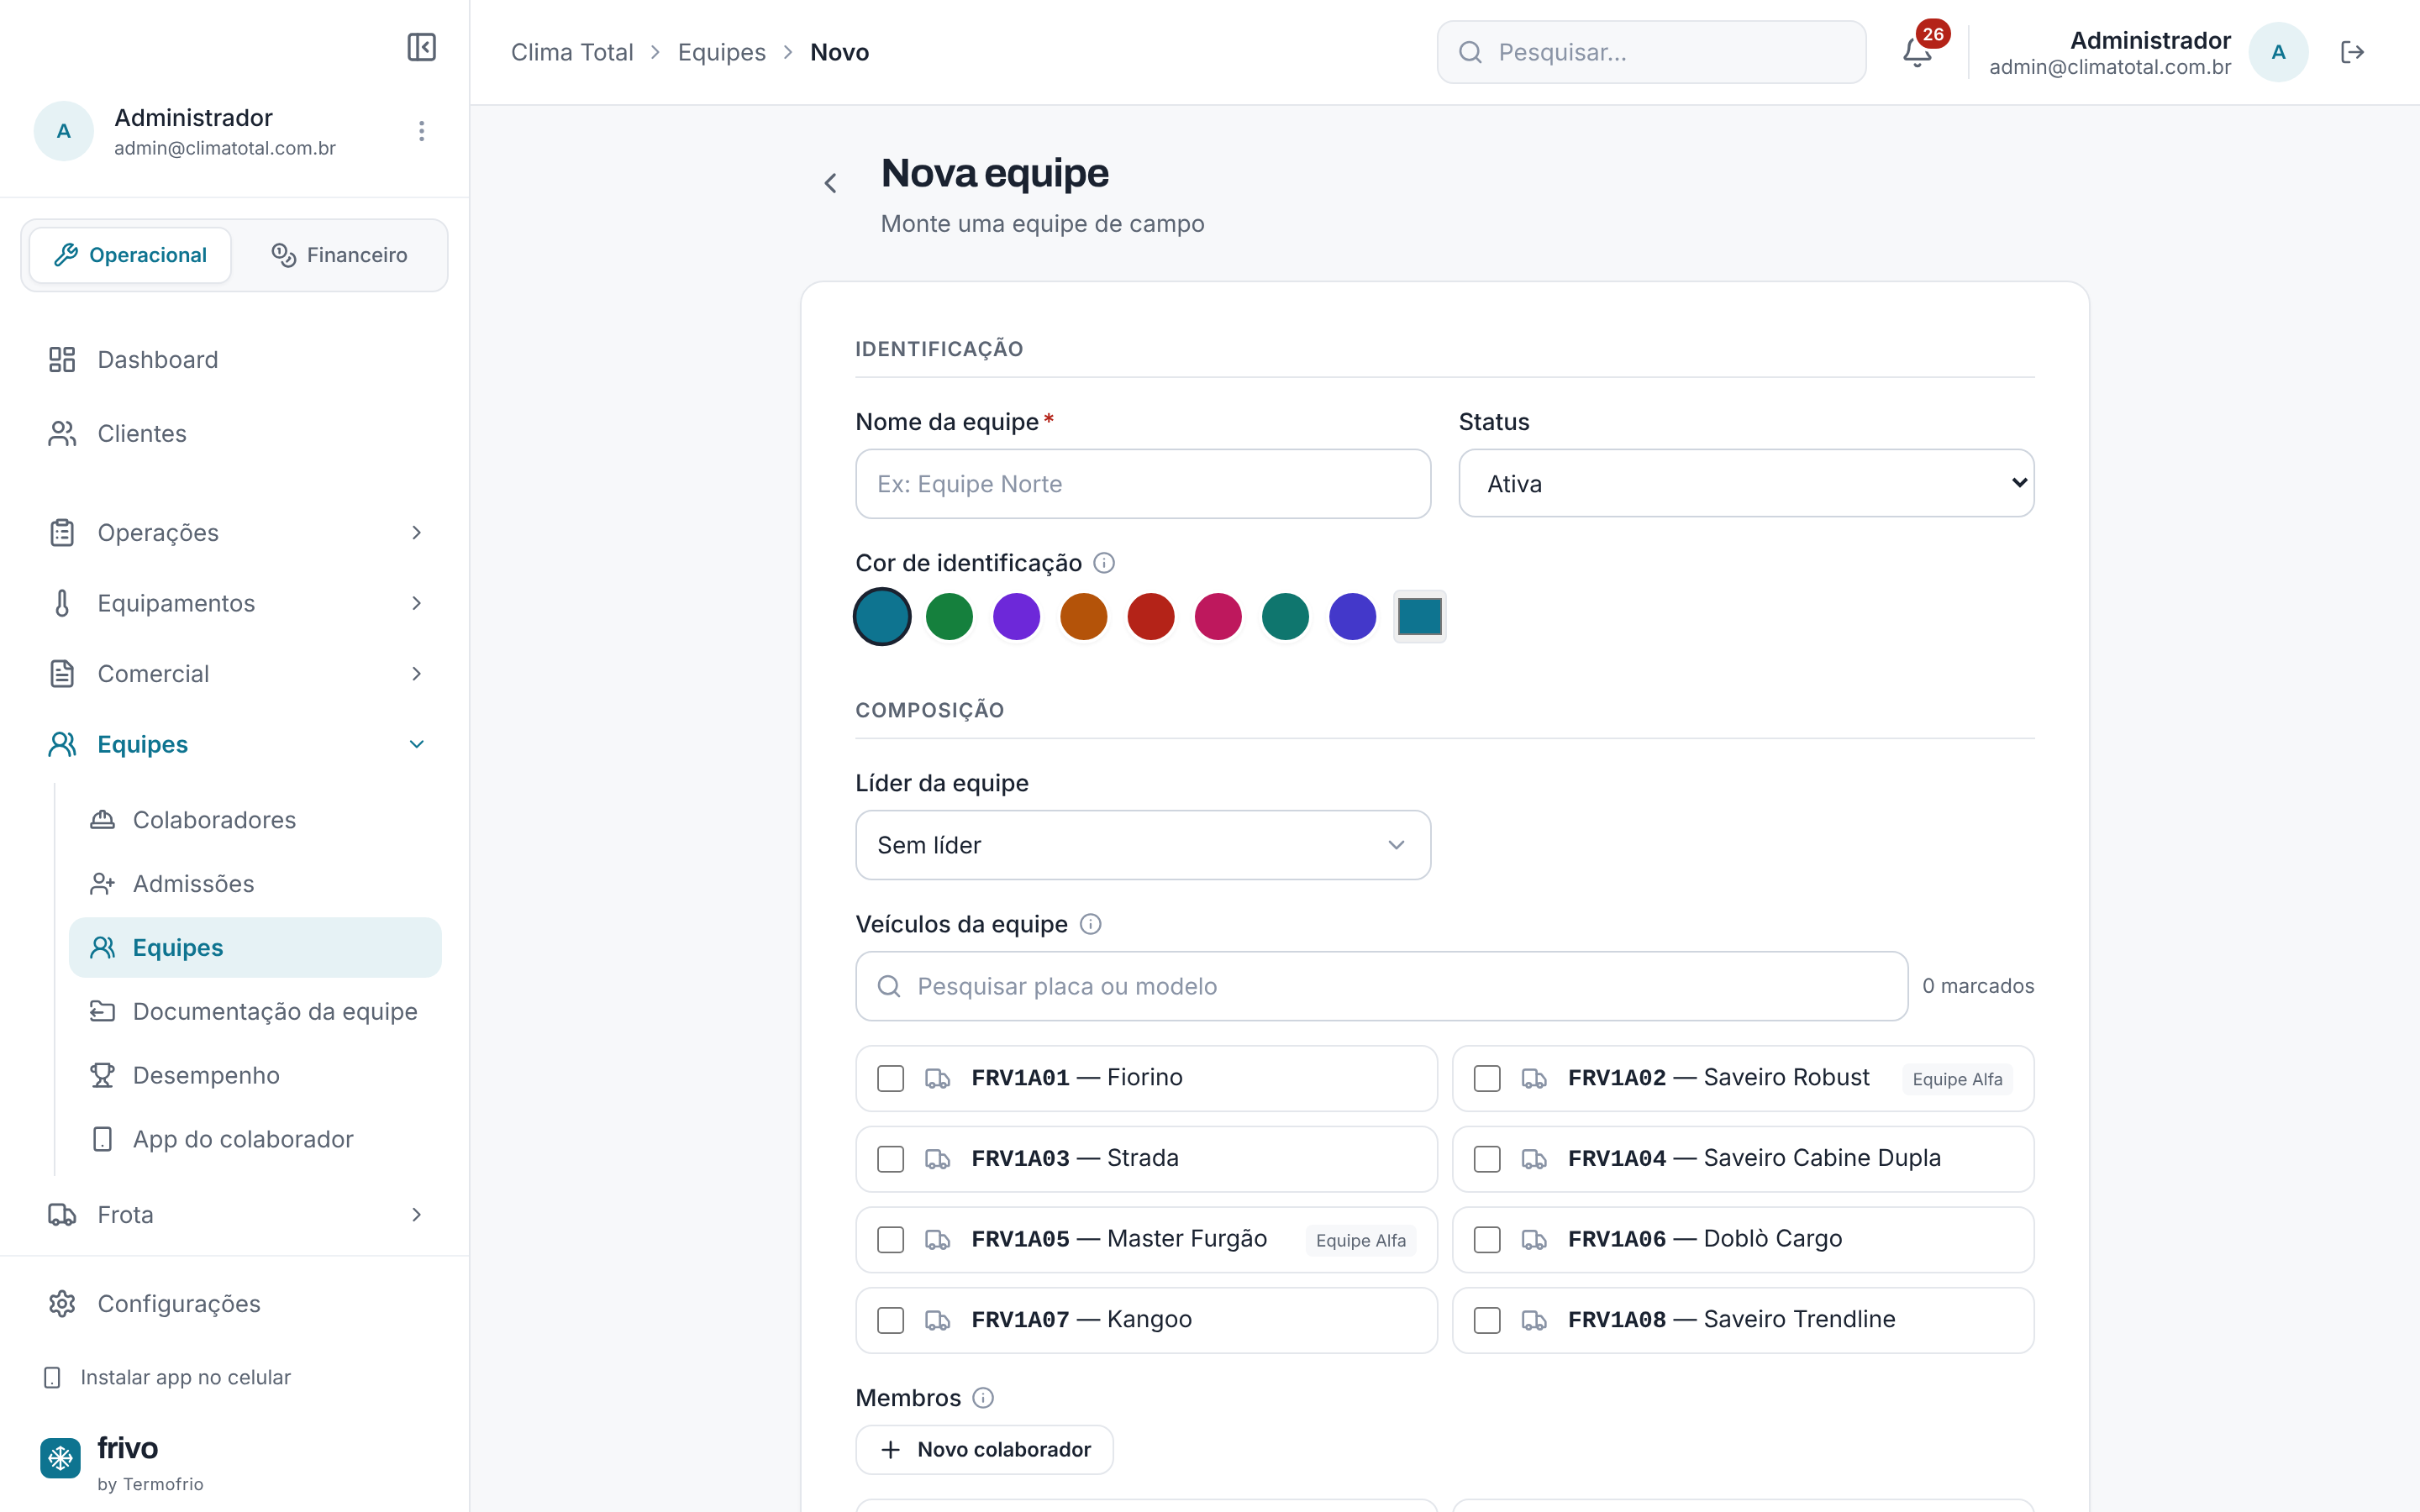 Clima Total
Equipes
Novo
Pesquisar...
26
Administrador
admin@climatotal.com.br
A
A
Administrador
admin@climatotal.com.br
Operacional
Financeiro
Dashboard
Clientes
Operações
Equipamentos
Comercial
Equipes
Colaboradores
Admissões
Equipes
Documentação da equipe
Desempenho
App do colaborador
Frota
Configurações
Instalar app no celular
frivo
by Termofrio
Nova equipe
Monte uma equipe de campo
IDENTIFICAÇÃO
Nome da equipe*
Ex: Equipe Norte
Status
Ativa
Cor de identificação
COMPOSIÇÃO
Líder da equipe
Sem líder
Veículos da equipe
Pesquisar placa ou modelo
0 marcados
FRV1A01 — Fiorino
FRV1A02 — Saveiro Robust
Equipe Alfa
FRV1A03 — Strada
FRV1A04 — Saveiro Cabine Dupla
FRV1A05 — Master Furgão
Equipe Alfa
FRV1A06 — Doblò Cargo
FRV1A07 — Kangoo
FRV1A08 — Saveiro Trendline
Membros
Novo colaborador